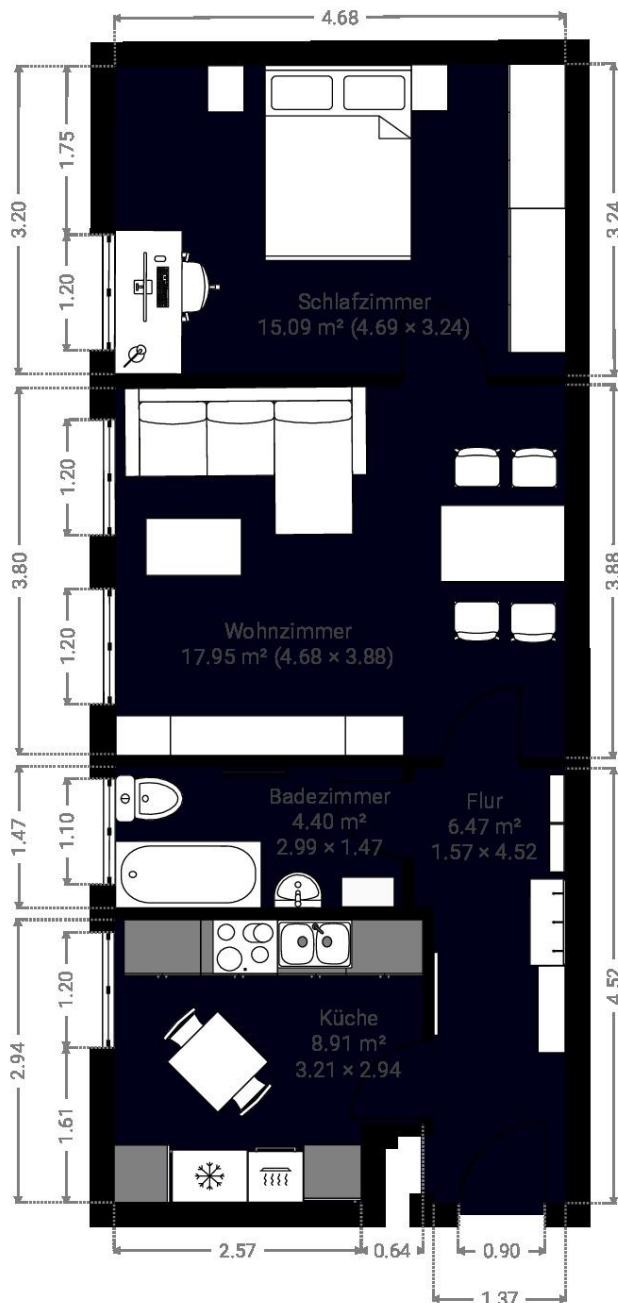 4.68
1.75
3.20
3.24
1.20
Schlafzimmer
15.09 m² (4.69 × 3.24)
1.20
3.80
3.88
1.20
Wohnzimmer
17.95 m² (4.68 × 3.88)
Badezimmer
4.40 m²
2.99 × 1.47
Flur
6.47 m²
1.57 × 4.52
1.47
1.10
4.52
1.20
2.94
Küche
8.91 m²
3.21 × 2.94
1.61
2.57
0.64
0.90
1.37